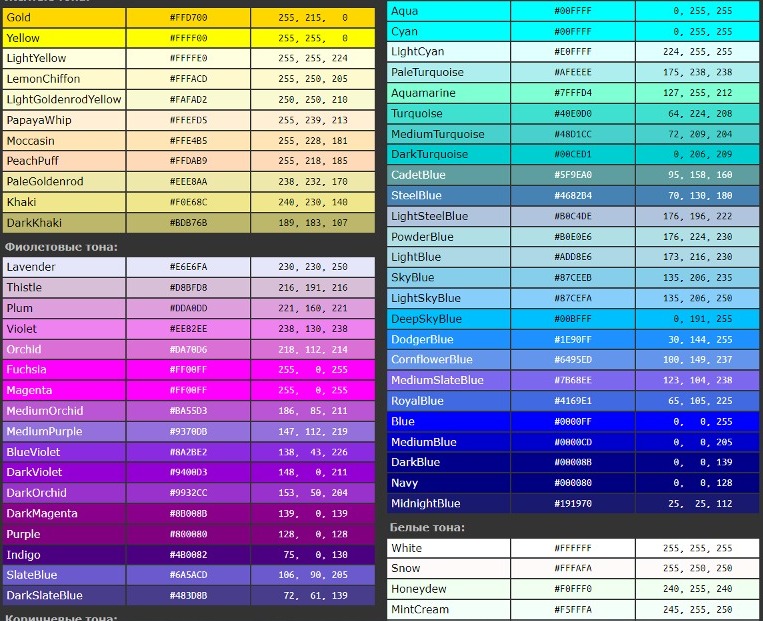 Gold #FFD700 255, 215, 0
Yellow #FFFF00 255, 255, 0
LightYellow #FFFFE0 255, 255, 224
LemonChiffon #FFFACD 255, 250, 205
LightGoldenrodYellow #FAFAD2 250, 250, 210
PapayaWhip #FFEFD5 255, 239, 213
Moccasin #FFE4B5 255, 228, 181
PeachPuff #FFDAB9 255, 218, 185
PaleGoldenrod #EEE8AA 238, 232, 170
Khaki #F0E68C 240, 230, 140
DarkKhaki #BDB76B 189, 183, 107
Фиолетовые тона:
Lavender #E6E6FA 230, 230, 250
Thistle #D8BFD8 216, 191, 216
Plum #DDA0DD 221, 160, 221
Violet #EE82EE 238, 130, 238
Orchid #DA70D6 218, 112, 214
Fuchsia #FF00FF 255, 0, 255
Magenta #FF00FF 255, 0, 255
MediumOrchid #BA55D3 186, 85, 211
MediumPurple #9370DB 147, 112, 219
BlueViolet #8A2BE2 138, 43, 226
DarkViolet #9400D3 148, 0, 211
DarkOrchid #9932CC 153, 50, 204
DarkMagenta #8B008B 139, 0, 139
Purple #800080 128, 0, 128
Indigo #4B0082 75, 0, 130
SlateBlue #6A5ACD 106, 90, 205
DarkSlateBlue #483D8B 72, 61, 139
Коричневые тона:
Aqua #00FFFF 0, 255, 255
Cyan #00FFFF 0, 255, 255
LightCyan #E0FFFF 224, 255, 255
PaleTurquoise #AFEEEE 175, 238, 238
Aquamarine #7FFFD4 127, 255, 212
Turquoise #40E0D0 64, 224, 208
MediumTurquoise #48D1CC 72, 209, 204
DarkTurquoise #00CED1 0, 206, 209
CadetBlue #5F9EA0 95, 158, 160
SteelBlue #4682B4 70, 130, 180
LightSteelBlue #B0C4DE 176, 196, 222
PowderBlue #B0E0E6 176, 224, 230
LightBlue #ADD8E6 173, 216, 230
SkyBlue #87CEEB 135, 206, 235
LightSkyBlue #87CEFA 135, 206, 250
DeepSkyBlue #00BFFF 0, 191, 255
DodgerBlue #1E90FF 30, 144, 255
CornflowerBlue #6495ED 100, 149, 237
MediumSlateBlue #7B68EE 123, 104, 238
RoyalBlue #4169E1 65, 105, 225
Blue #0000FF 0, 0, 255
MediumBlue #0000CD 0, 0, 205
DarkBlue #00008B 0, 0, 139
Navy #000080 0, 0, 128
MidnightBlue #191970 25, 25, 112
Белые тона:
White #FFFFFF 255, 255, 255
Snow #FFFAFA 255, 250, 250
Honeydew #F0FFF0 240, 255, 240
MintCream #F5FFFA 245, 255, 250